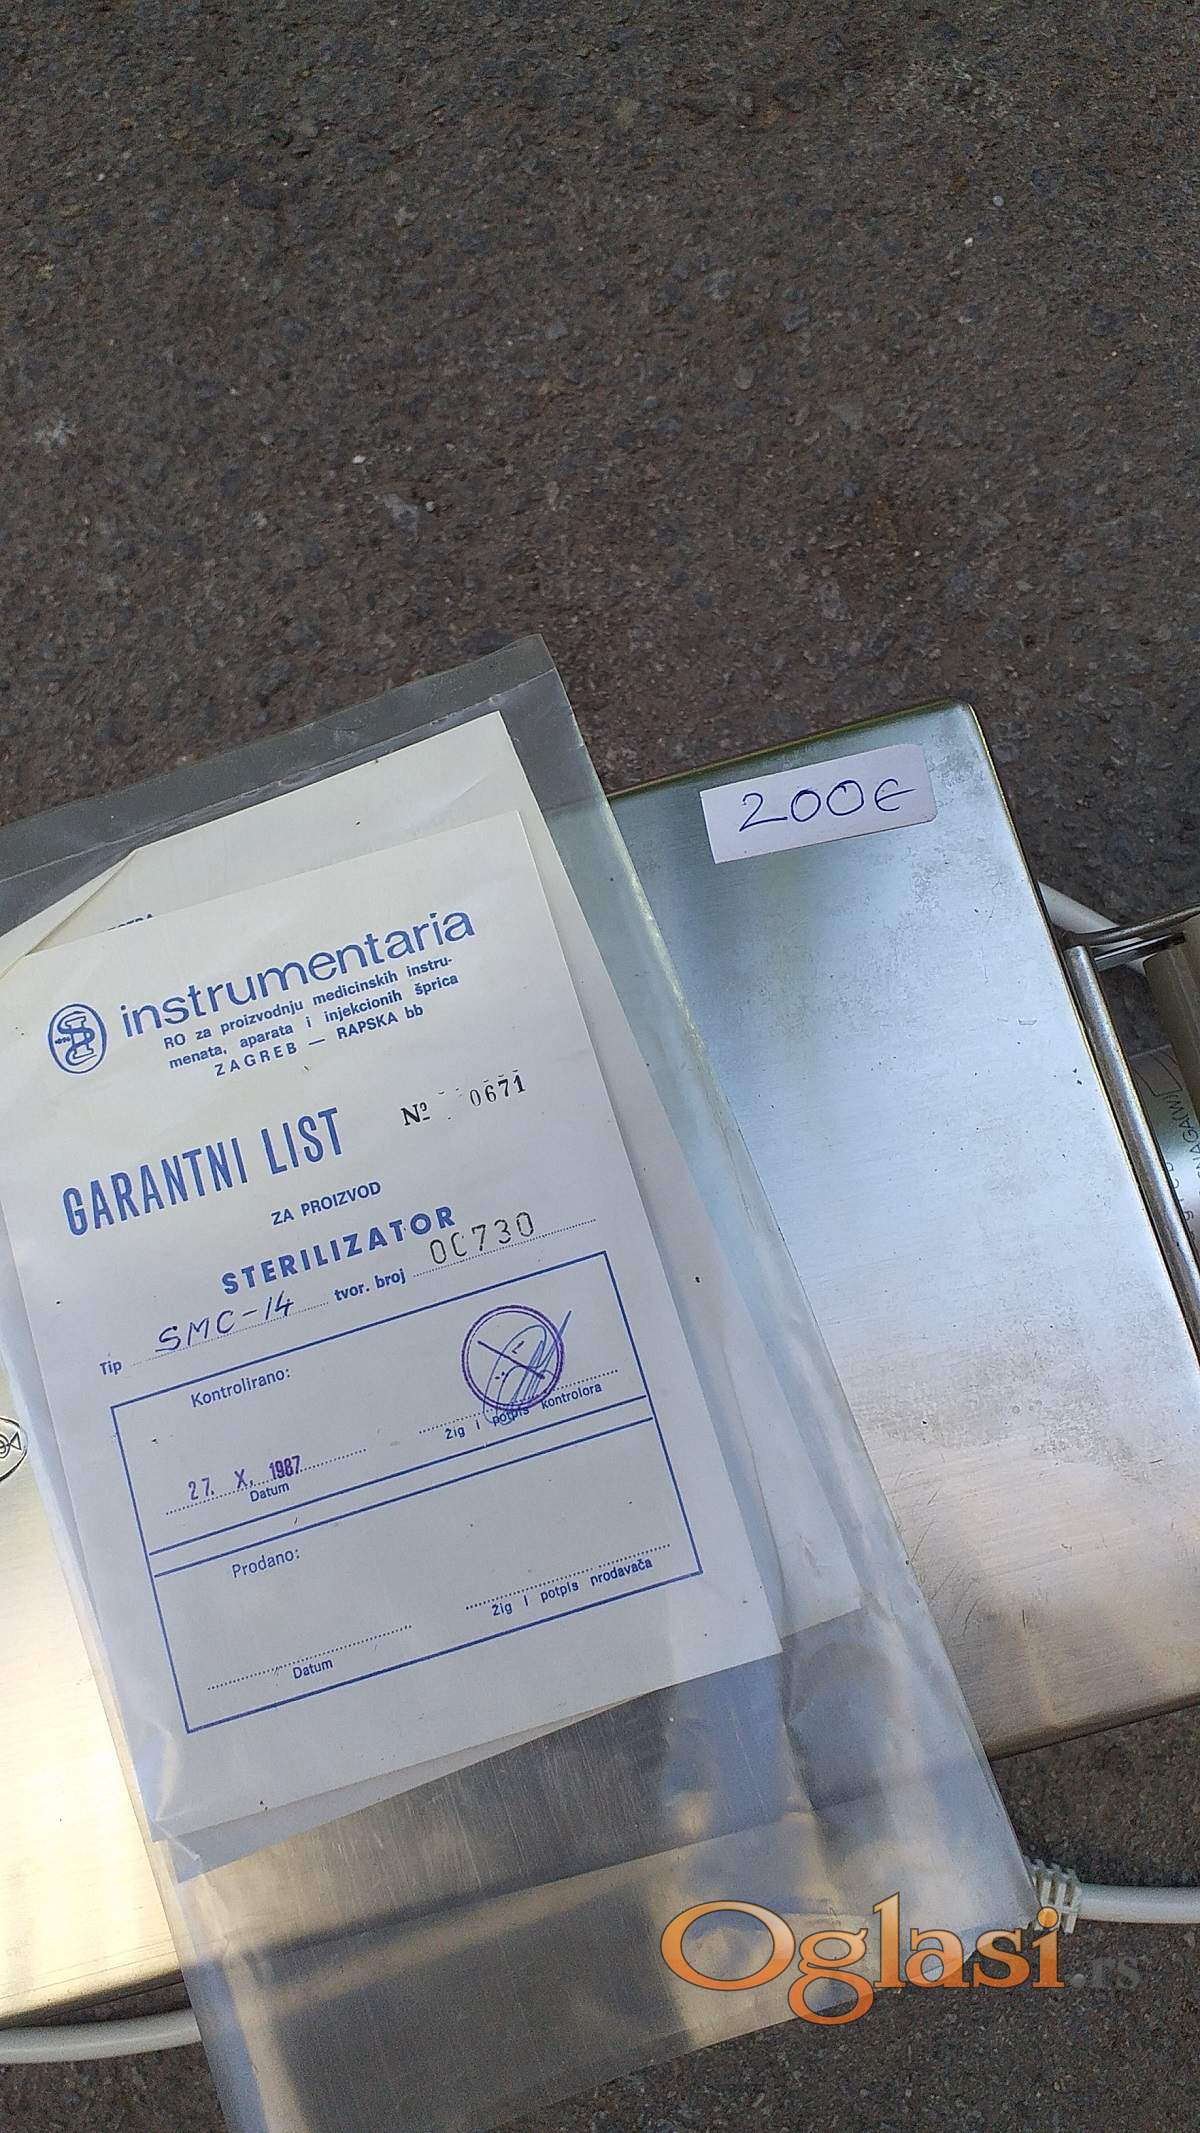 200€
instrumentaria
RO za proizvodnju medicinskih instru-
menata, aparata i injekcionih šprica
ZAGREB — RAPSKA bb
Nº 0671
GARANTNI LIST
ZA PROIZVOD
STERILIZATOR
Tip SMC-14 tvor. broj 00730
Kontrolirano:
27. X. 1987
Datum
žig i potpis kontrolora
Prodano:
Datum
žig i potpis prodavača
Oglasi.rs